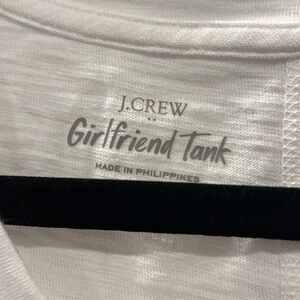 J.CREW
Girlfriend Tank
MADE IN PHILIPPINES